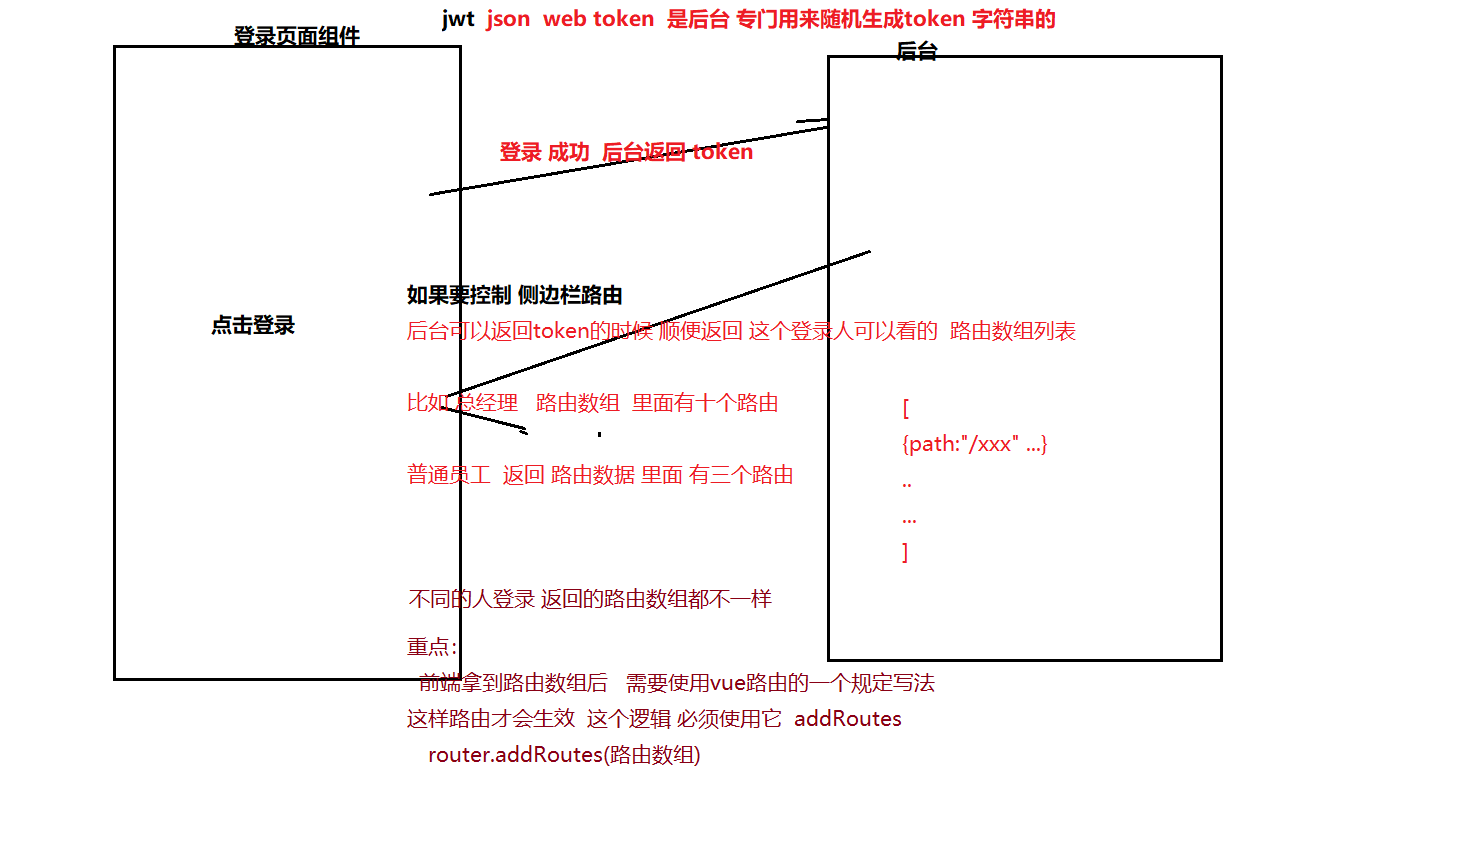 jwt json web token 是后台 专门用来随机生成token 字符串的
登录页面组件
后台
登录 成功 后台返回 token
如果要控制 侧边栏路由
点击登录
后台可以返回token的时候 顺便返回 这个登录人可以看的 路由数组列表
比如 总经理 路由数组 里面有十个路由
[
{path:"/xxx" ...}
普通员工 返回 路由数据 里面 有三个路由
..
...
]
不同的人登录 返回的路由数组都不一样
重点：
前端拿到路由数组后 需要使用vue路由的一个规定写法
这样路由才会生效 这个逻辑 必须使用它 addRoutes
router.addRoutes(路由数组)